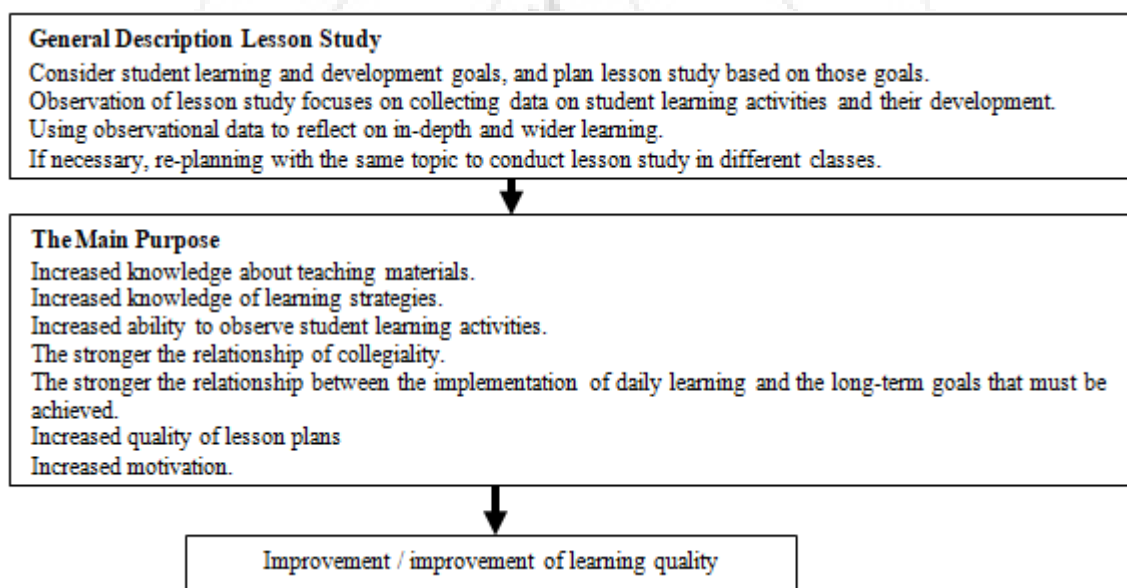 General Description Lesson Study
Consider student learning and development goals, and plan lesson study based on those goals.
Observation of lesson study focuses on collecting data on student learning activities and their development.
Using observational data to reflect on in-depth and wider learning.
If necessary, re-planning with the same topic to conduct lesson study in different classes.
The Main Purpose
Increased knowledge about teaching materials.
Increased knowledge of learning strategies.
Increased ability to observe student learning activities.
The stronger the relationship of collegiality.
The stronger the relationship between the implementation of daily learning and the long-term goals that must be
achieved.
Increased quality of lesson plans
Increased motivation.
Improvement / improvement of learning quality